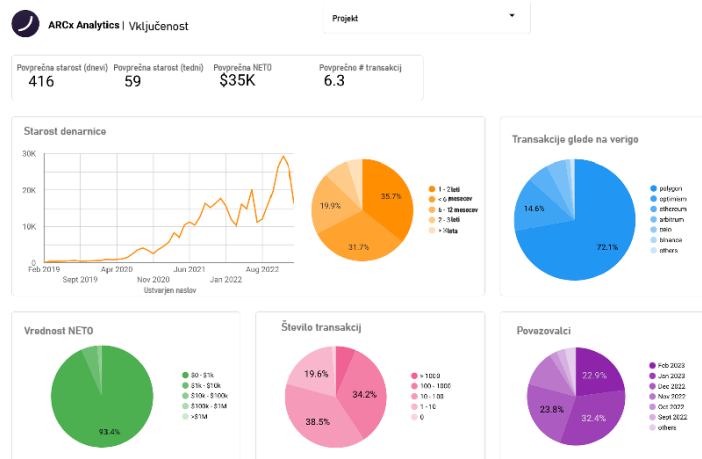 ARCx Analytics | Vključenost
Projekt
Povprečna starost (dnevi) Povprečna starost (tedni) Povprečna NETO Povprečno # transakcij
416 59 $35K 6.3
Starost denarnice
30K
20K
10K
0
Feb 2019 Apr 2020 Jun 2021 Aug 2022
Sept 2019 Nov 2020 Jan 2022
Ustvarjen naslov
35.7%
19.9%
31.7%
1 - 2 leti
< 6 mesecev
6 - 12 mesecev
2 - 3 leti
Transakcije glede na verigo
14.6%
72.1%
polygon
optimism
ethereum
arbitrum
celo
binance
others
Vrednost NETO
93.4%
$0 - $1k
$1k - $10k
$10k - $100k
$100k - $1M
>$1M
Število transakcij
19.6%
34.2%
38.5%
> 1000
100 - 1000
10 - 100
1 - 10
0
Povezovalci
22.9%
23.8%
32.4%
Feb 2023
Jan 2023
Dec 2022
Nov 2022
Oct 2022
Sept 2022
others